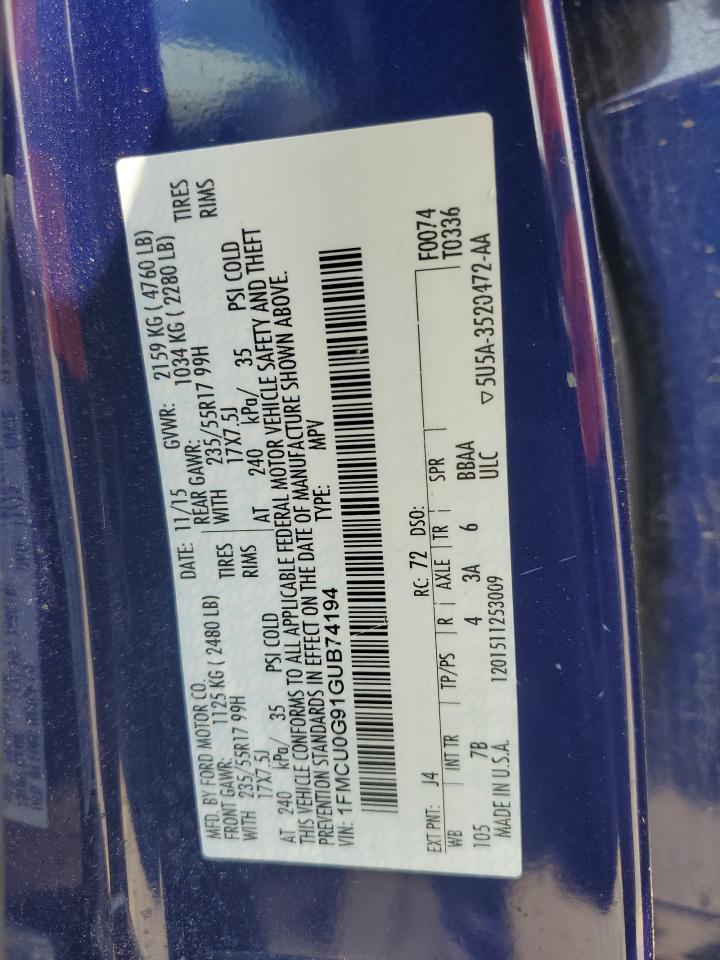 MFD. BY FORD MOTOR CO. DATE: 11/15 GVWR: 2159 KG ( 4760 LB)
FRONT GAWR: 1125 KG ( 2480 LB) REAR GAWR: 1034 KG ( 2280 LB)
WITH 235/55R17 99H TIRES WITH 235/55R17 99H TIRES
17X7.5J RIMS 17X7.5J RIMS
AT 240 kPa/ 35 PSI COLD AT 240 kPa/ 35 PSI COLD
THIS VEHICLE CONFORMS TO ALL APPLICABLE FEDERAL MOTOR VEHICLE SAFETY AND THEFT
PREVENTION STANDARDS IN EFFECT ON THE DATE OF MANUFACTURE SHOWN ABOVE.
VIN: 1FMCU0G91GUB74194 TYPE: MPV
EXT PNT: J4 RC: 72 DSO: F0074
WB INT TR TP/PS R AXLE TR SPR T0336
105 7B 4 3A 6 BBAA
ULC
MADE IN U.S.A. 1201511253009 ▽5U5A-3520472-AA